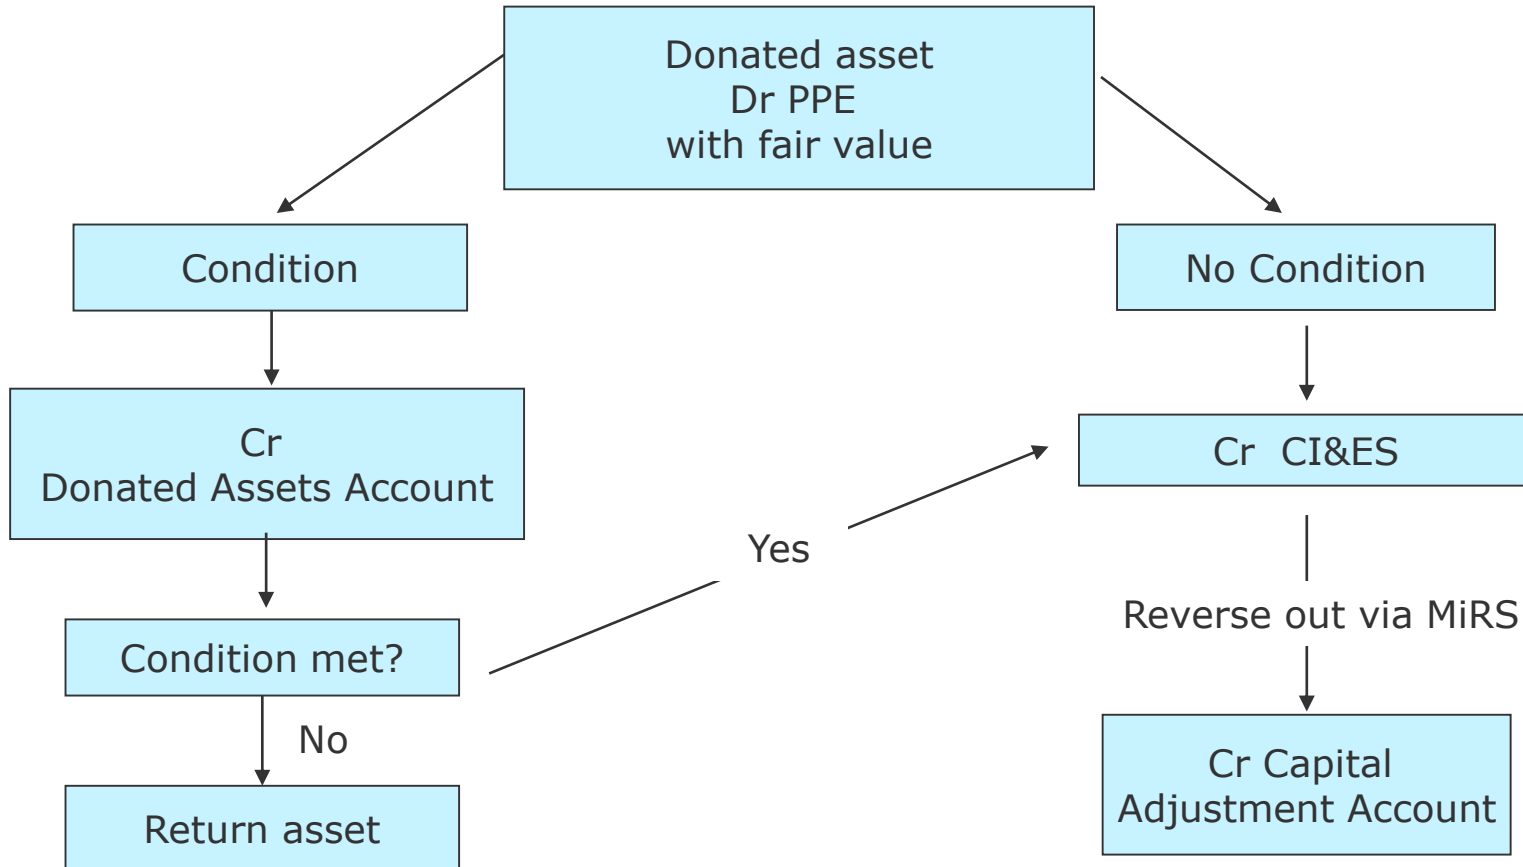 Donated asset
Dr PPE
with fair value
Condition
No Condition
Cr
Donated Assets Account
Cr CI&ES
Yes
Reverse out via MiRS
Condition met?
No
Cr Capital
Adjustment Account
Return asset